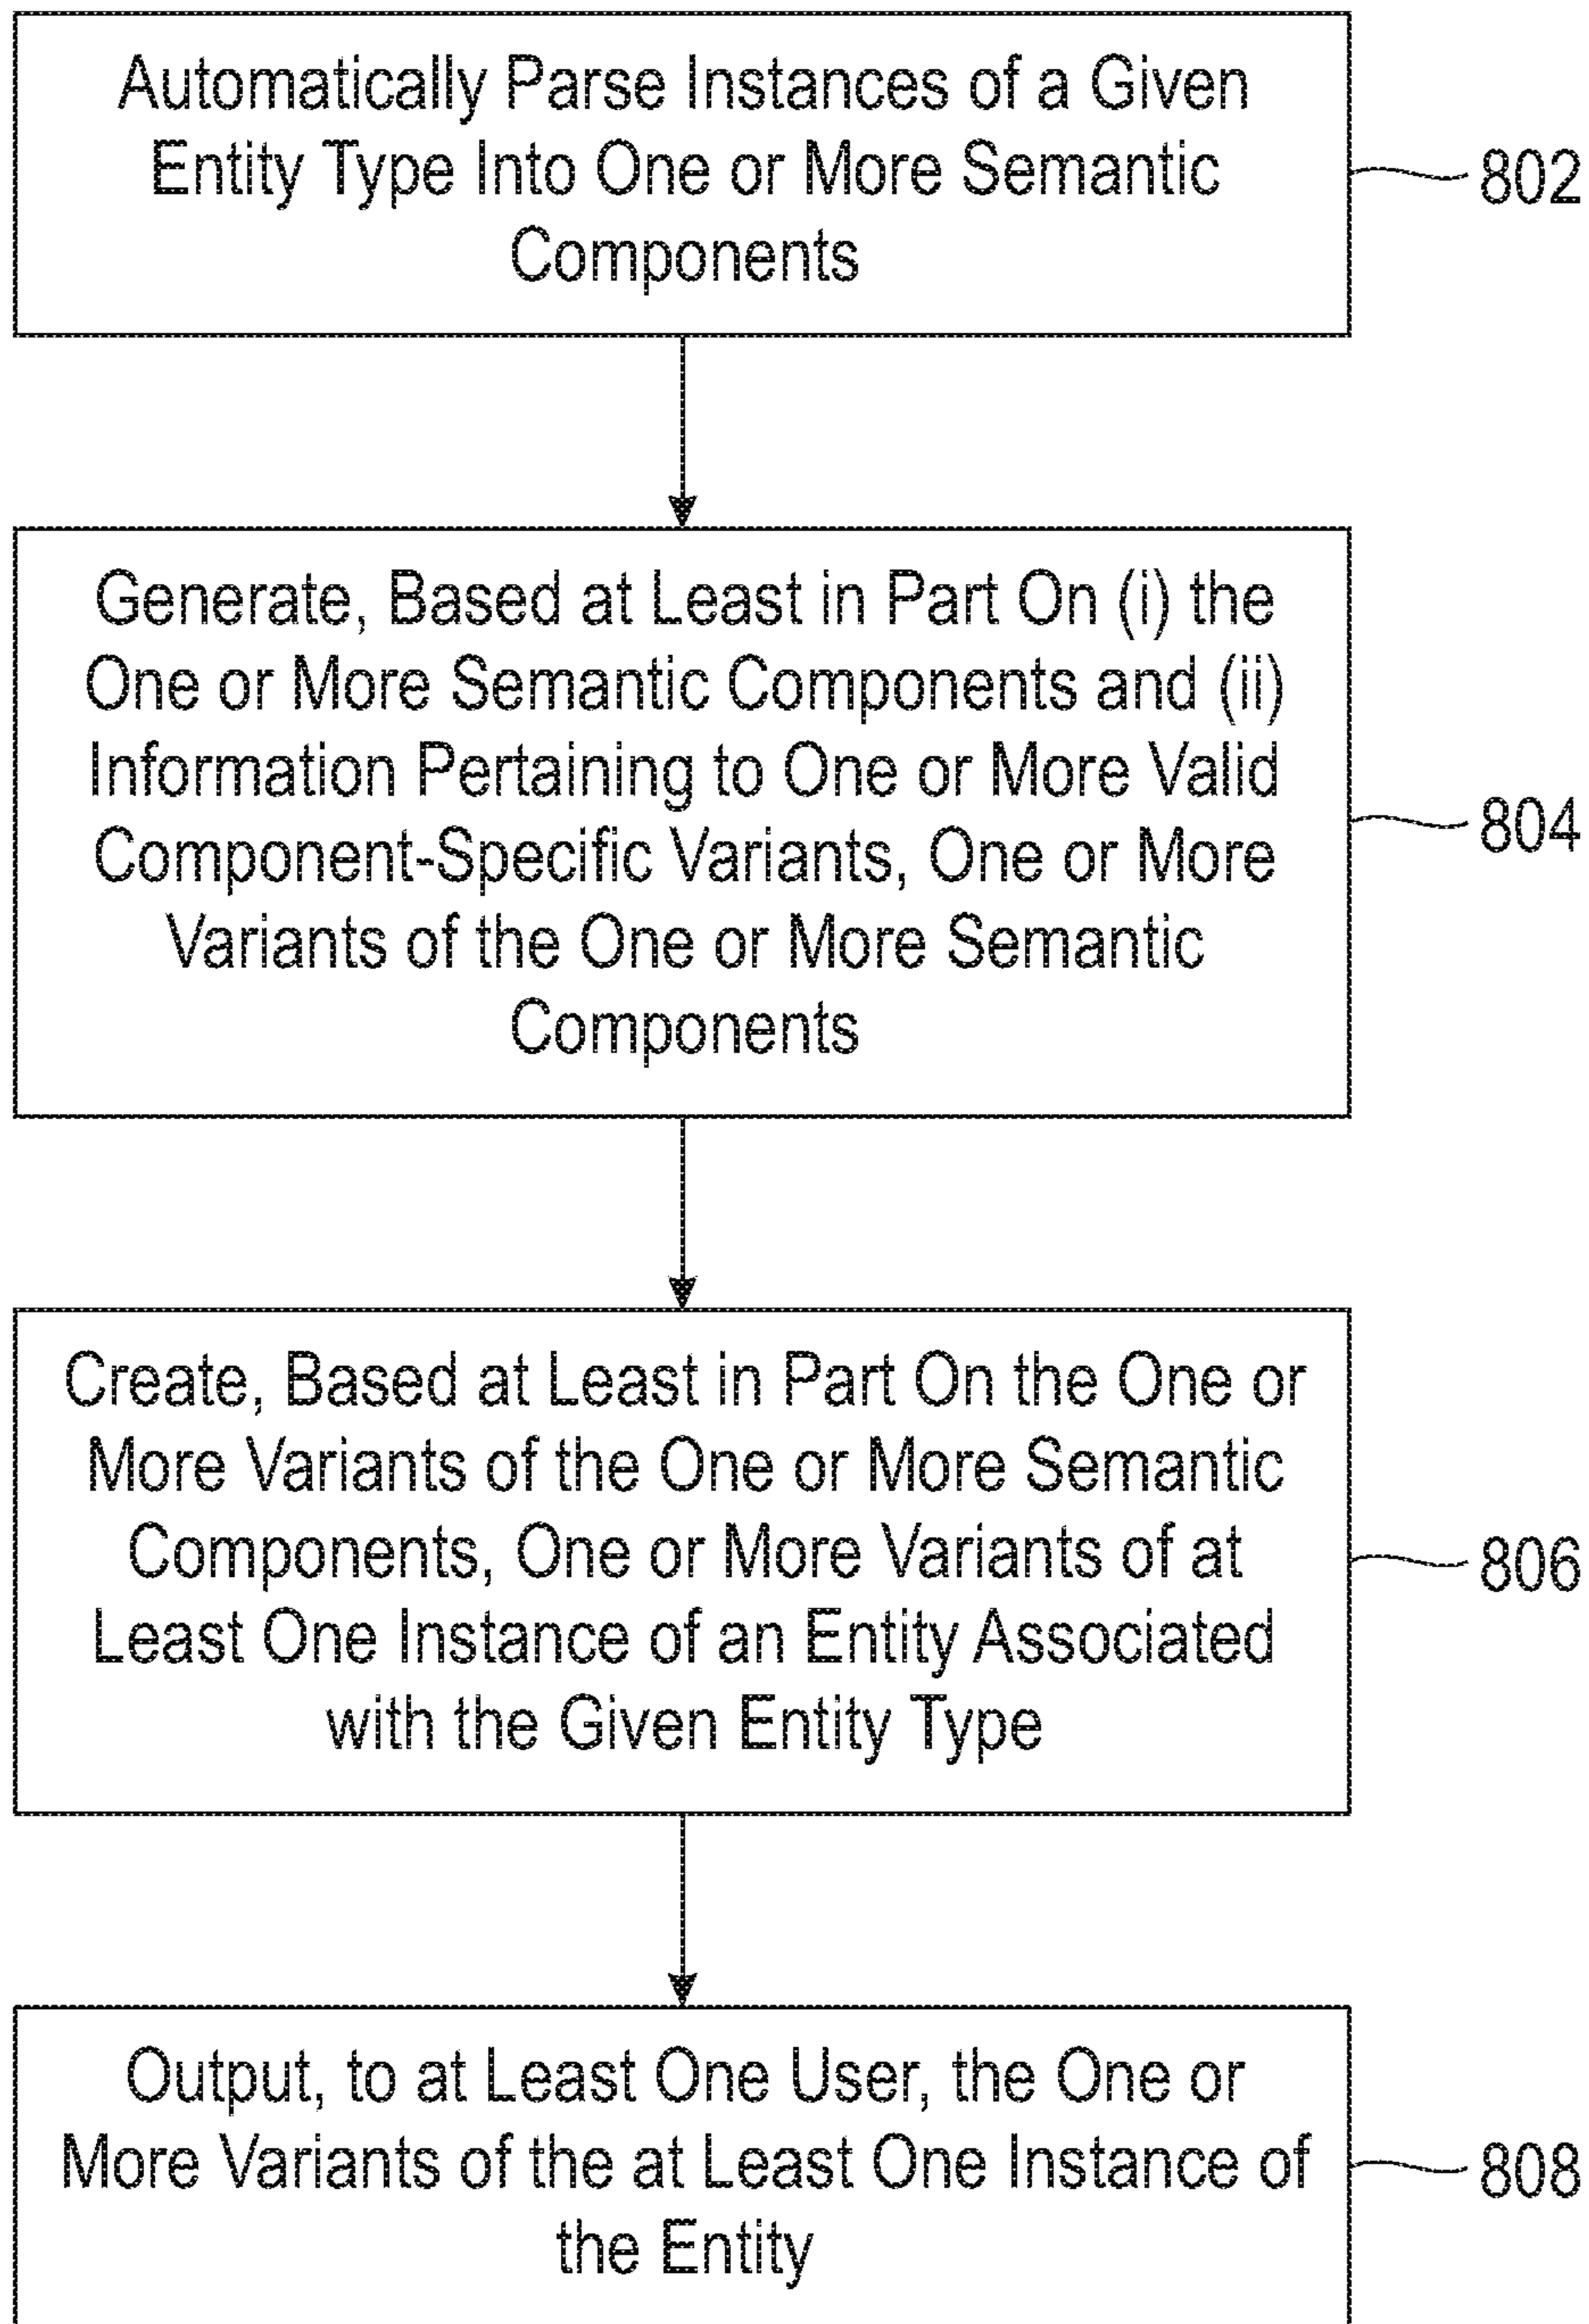 Automatically Parse Instances of a Given
Entity Type Into One or More Semantic
Components
802
Generate, Based at Least in Part On (i) the
One or More Semantic Components and (ii)
Information Pertaining to One or More Valid
Component-Specific Variants, One or More
Variants of the One or More Semantic
Components
804
Create, Based at Least in Part On the One or
More Variants of the One or More Semantic
Components, One or More Variants of at
Least One Instance of an Entity Associated
with the Given Entity Type
806
Output, to at Least One User, the One or
More Variants of the at Least One Instance of
the Entity
808